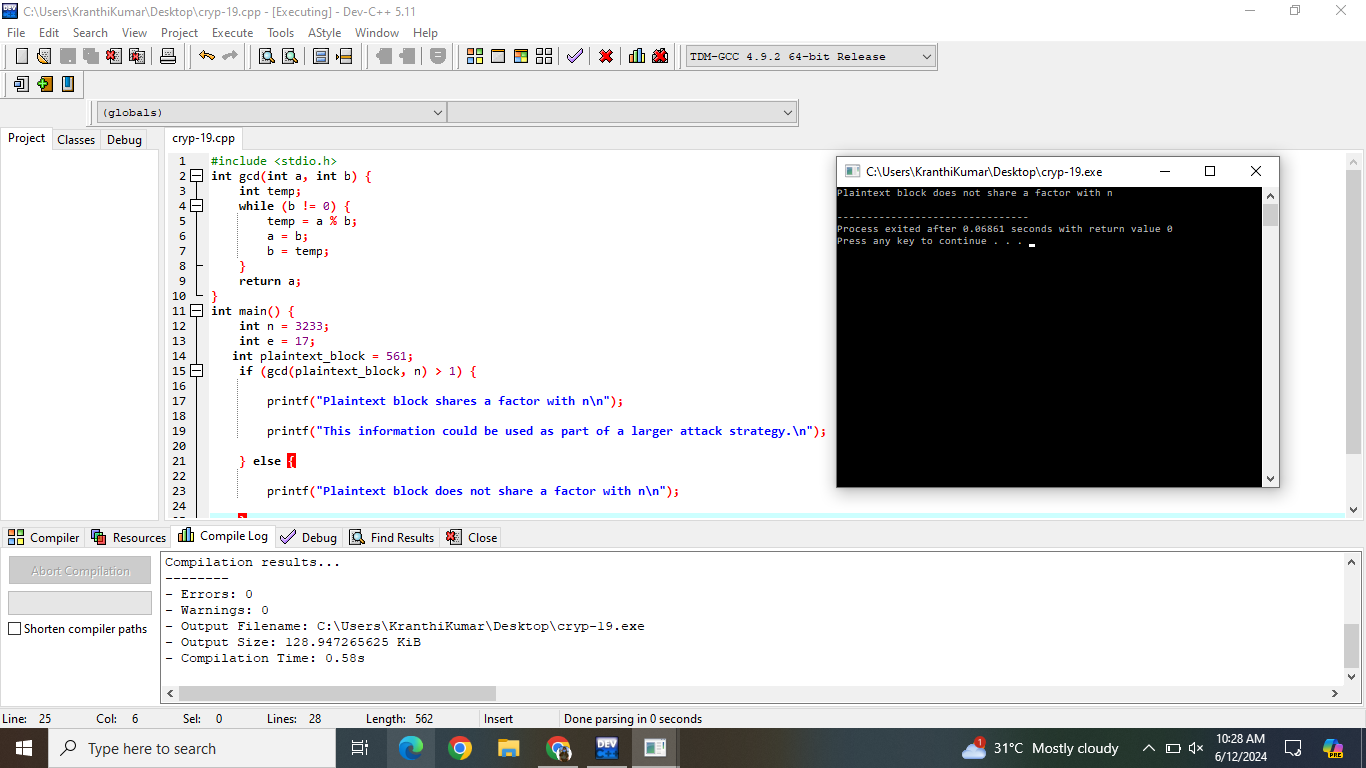 C:\Users\KranthiKumar\Desktop\cryp-19.cpp - [Executing] - Dev-C++ 5.11
File Edit Search View Project Execute Tools AStyle Window Help
TDM-GCC 4.9.2 64-bit Release
(globals)
Project Classes Debug
cryp-19.cpp
1 #include <stdio.h>
2 int gcd(int a, int b) {
3 int temp;
4 while (b != 0) {
5 temp = a % b;
6 a = b;
7 b = temp;
8 }
9 return a;
10 }
11 int main() {
12 int n = 3233;
13 int e = 17;
14 int plaintext_block = 561;
15 if (gcd(plaintext_block, n) > 1) {
16
17 printf("Plaintext block shares a factor with n\n");
18
19 printf("This information could be used as part of a larger attack strategy.\n");
20
21 } else {
22
23 printf("Plaintext block does not share a factor with n\n");
24
C:\Users\KranthiKumar\Desktop\cryp-19.exe
Plaintext block does not share a factor with n
--------------------------------
Process exited after 0.06861 seconds with return value 0
Press any key to continue . . .
Compiler Resources Compile Log Debug Find Results Close
Abort Compilation
Shorten compiler paths
Compilation results...
--------
- Errors: 0
- Warnings: 0
- Output Filename: C:\Users\KranthiKumar\Desktop\cryp-19.exe
- Output Size: 128.947265625 KiB
- Compilation Time: 0.58s
Line: 25 Col: 6 Sel: 0 Lines: 28 Length: 562 Insert Done parsing in 0 seconds
Type here to search
DEV
1
31°C Mostly cloudy
10:28 AM
6/12/2024
PRE